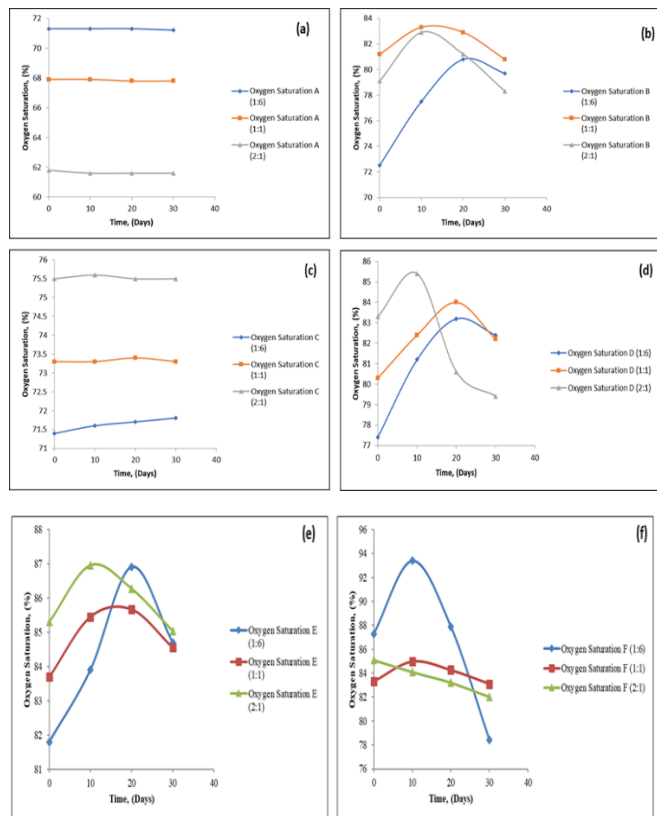 (a)
Oxygen Saturation, (%)
72
70
68
66
64
62
60
0 10 20 30 40
Time, (Days)
Oxygen Saturation A
(1:6)
Oxygen Saturation A
(1:1)
Oxygen Saturation A
(2:1)
(b)
Oxygen Saturation, (%)
84
82
80
78
76
74
72
70
0 10 20 30 40
Time, (Days)
Oxygen Saturation B
(1:6)
Oxygen Saturation B
(1:1)
Oxygen Saturation B
(2:1)
(c)
Oxygen Saturation, (%)
76
75.5
75
74.5
74
73.5
73
72.5
72
71.5
71
0 10 20 30 40
Time, (Days)
Oxygen Saturation C
(1:6)
Oxygen Saturation C
(1:1)
Oxygen Saturation C
(2:1)
(d)
Oxygen Saturation, (%)
86
85
84
83
82
81
80
79
78
77
0 10 20 30 40
Time, (Days)
Oxygen Saturation D (1:6)
Oxygen Saturation D (1:1)
Oxygen Saturation D (2:1)
(e)
Oxygen Saturation, (%)
88
87
86
85
84
83
82
81
0 10 20 30 40
Time, (Days)
Oxygen Saturation E
(1:6)
Oxygen Saturation E
(1:1)
Oxygen Saturation E
(2:1)
(f)
Oxygen Saturation, (%)
96
94
92
90
88
86
84
82
80
78
76
0 10 20 30 40
Time, (Days)
Oxygen Saturation F (1:6)
Oxygen Saturation F (1:1)
Oxygen Saturation F (2:1)